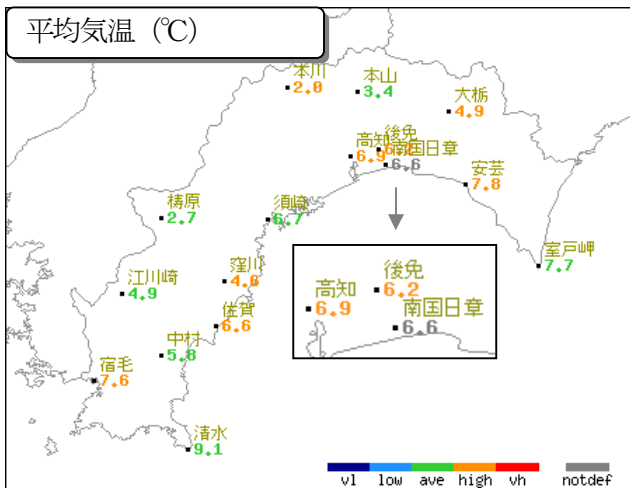 平均気温 (℃)
本川
2.0
本山
3.4
大栃
4.9
後免
6.2
高知
6.9
南国日章
6.6
安芸
7.8
梼原
2.7
須崎
6.7
室戸岬
7.7
江川崎
4.9
窪川
4.6
後免
6.2
高知
6.9
南国日章
6.6
佐賀
6.6
中村
5.8
宿毛
7.6
清水
9.1
vl low ave high vh notdef